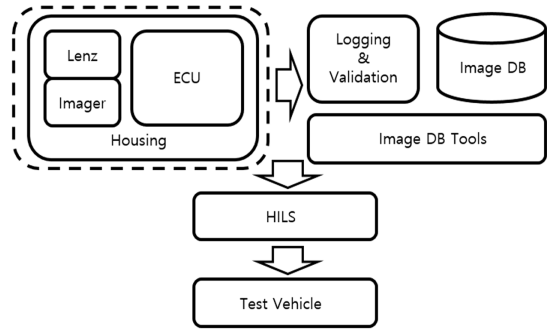 Lenz
Imager
ECU
Housing
Logging
&
Validation
Image DB
Image DB Tools
HILS
Test Vehicle